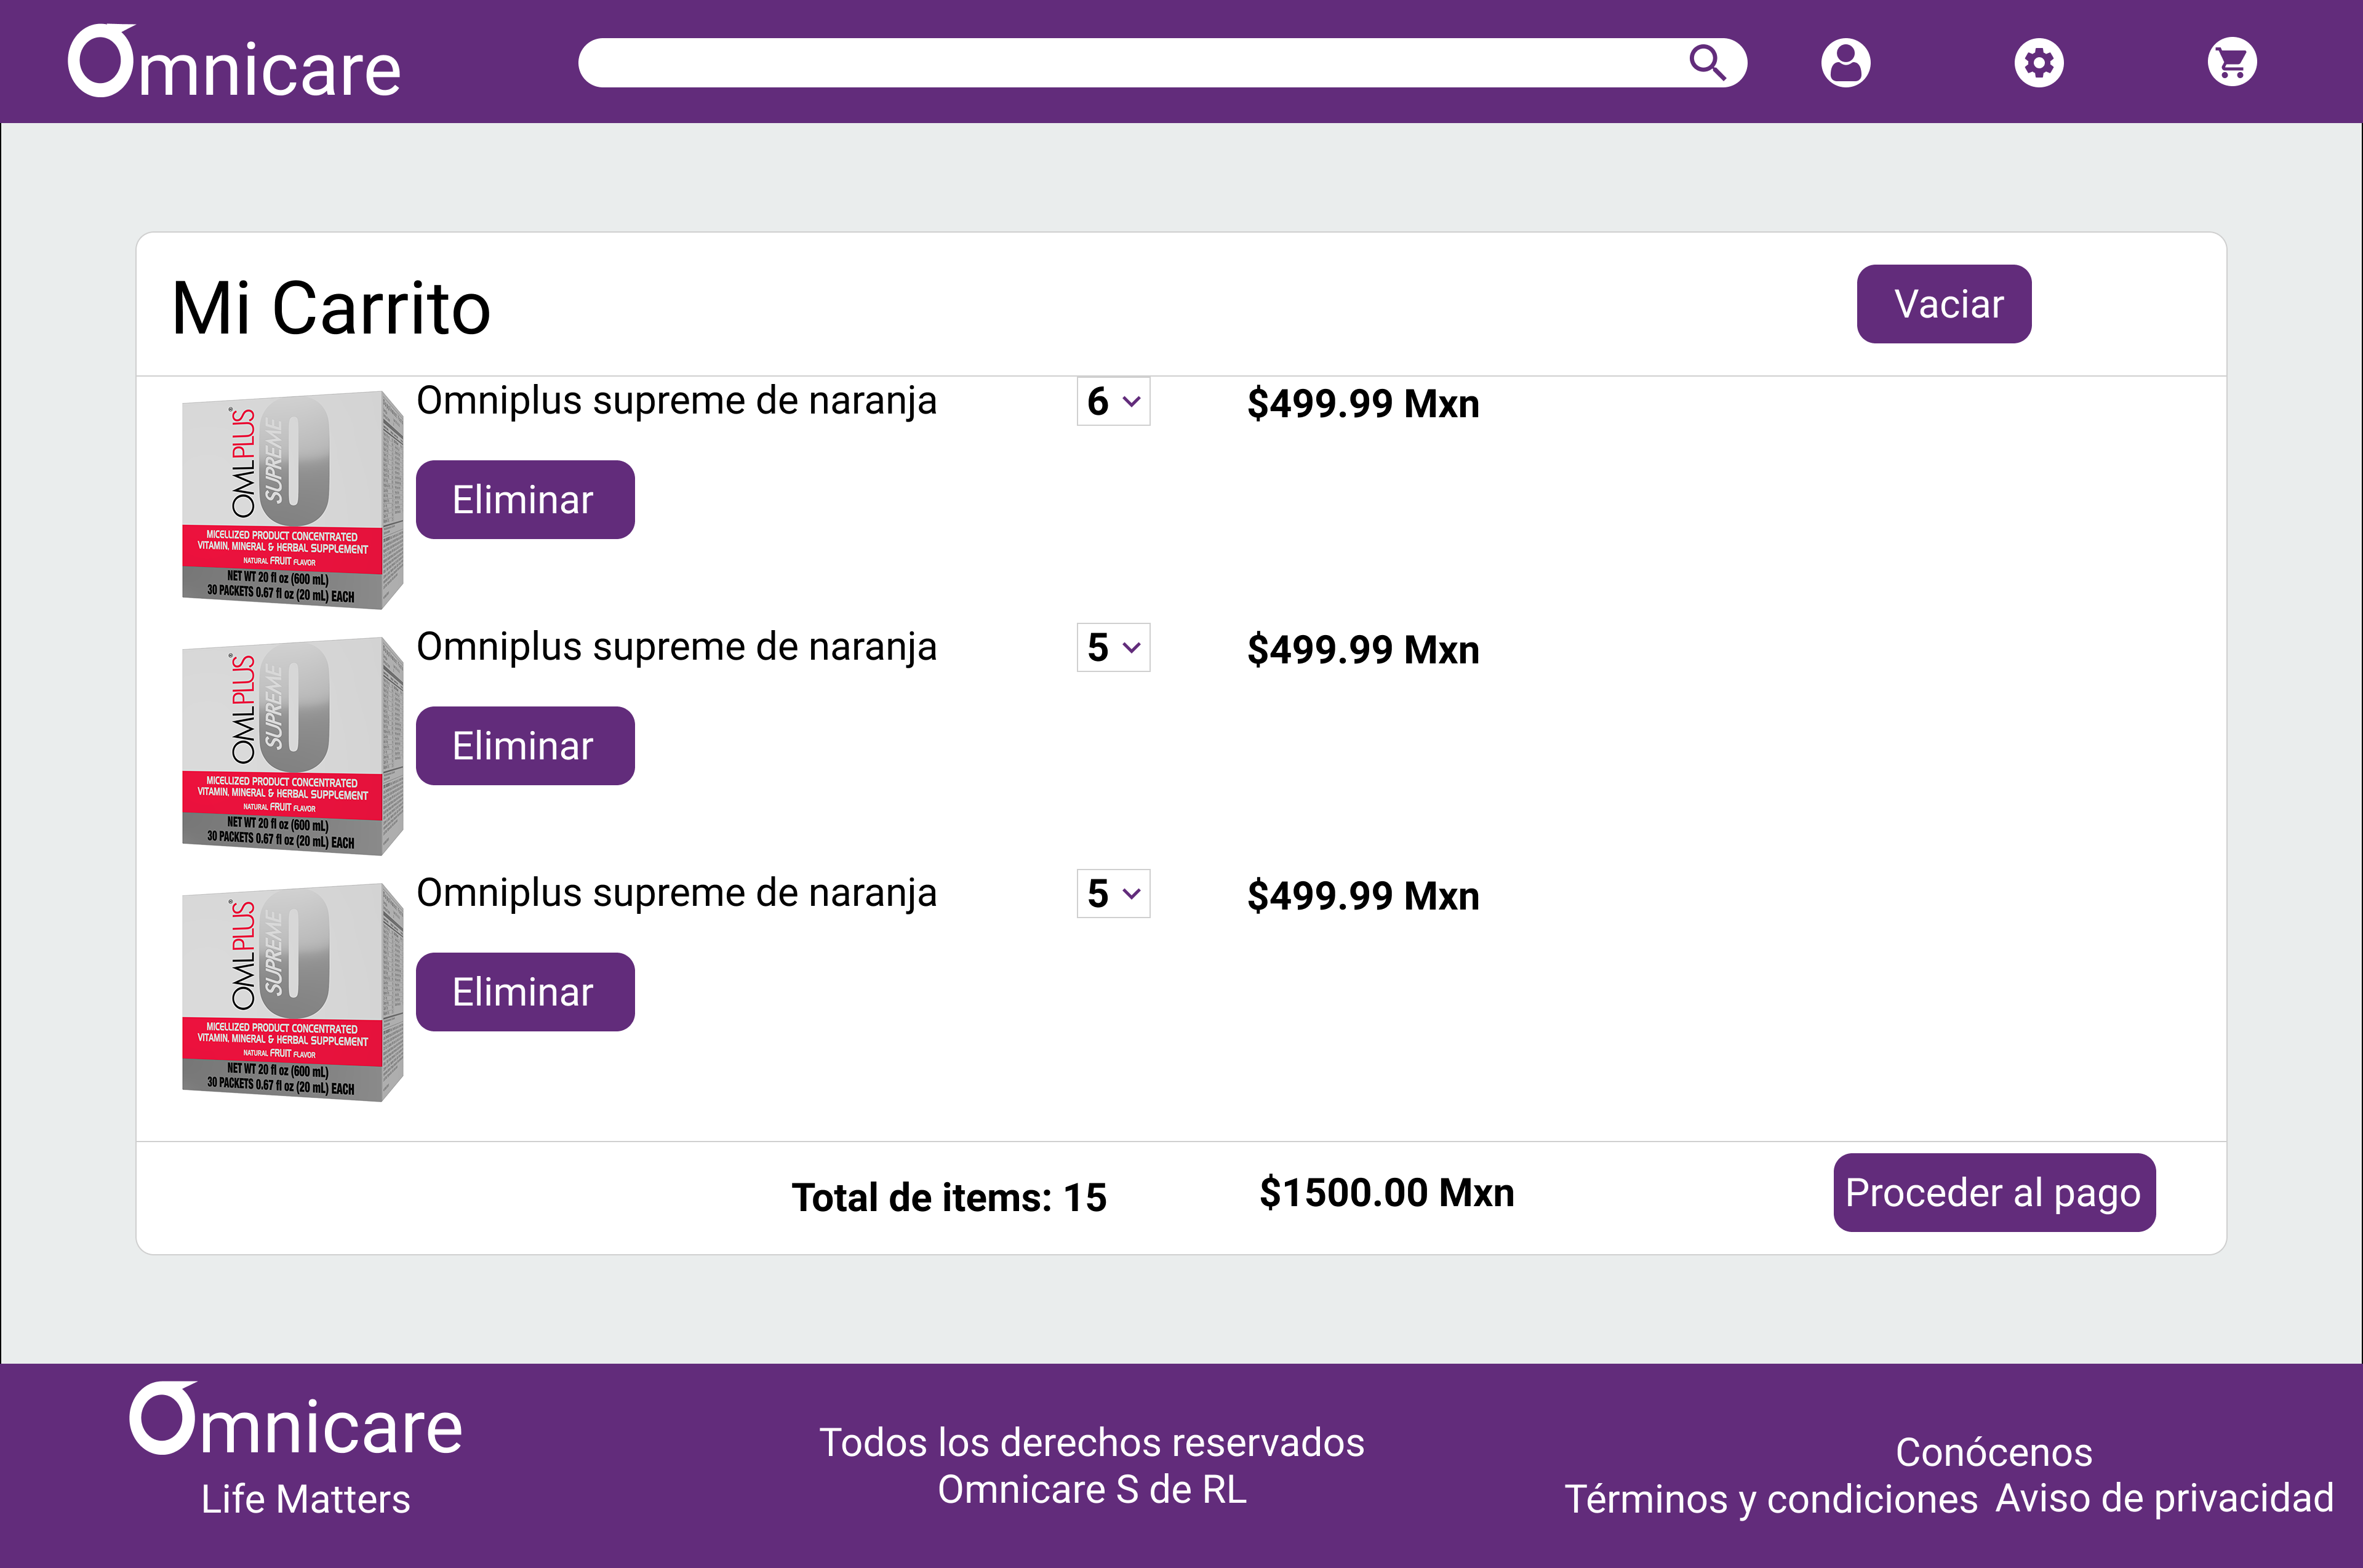 Omnicare
Mi Carrito
Vaciar
Omniplus supreme de naranja
6
$499.99 Mxn
Eliminar
OMLPLUS®
SUPREME
MICELLIZED PRODUCT CONCENTRATED
VITAMIN, MINERAL & HERBAL SUPPLEMENT
NATURAL FRUIT FLAVOR
NET WT 20 fl oz (600 mL)
30 PACKETS 0.67 fl oz (20 mL) EACH
Omniplus supreme de naranja
5
$499.99 Mxn
Eliminar
OMLPLUS®
SUPREME
MICELLIZED PRODUCT CONCENTRATED
VITAMIN, MINERAL & HERBAL SUPPLEMENT
NATURAL FRUIT FLAVOR
NET WT 20 fl oz (600 mL)
30 PACKETS 0.67 fl oz (20 mL) EACH
Omniplus supreme de naranja
5
$499.99 Mxn
Eliminar
OMLPLUS®
SUPREME
MICELLIZED PRODUCT CONCENTRATED
VITAMIN, MINERAL & HERBAL SUPPLEMENT
NATURAL FRUIT FLAVOR
NET WT 20 fl oz (600 mL)
30 PACKETS 0.67 fl oz (20 mL) EACH
Total de items: 15
$1500.00 Mxn
Proceder al pago
Omnicare
Life Matters
Todos los derechos reservados
Omnicare S de RL
Conócenos
Términos y condiciones
Aviso de privacidad